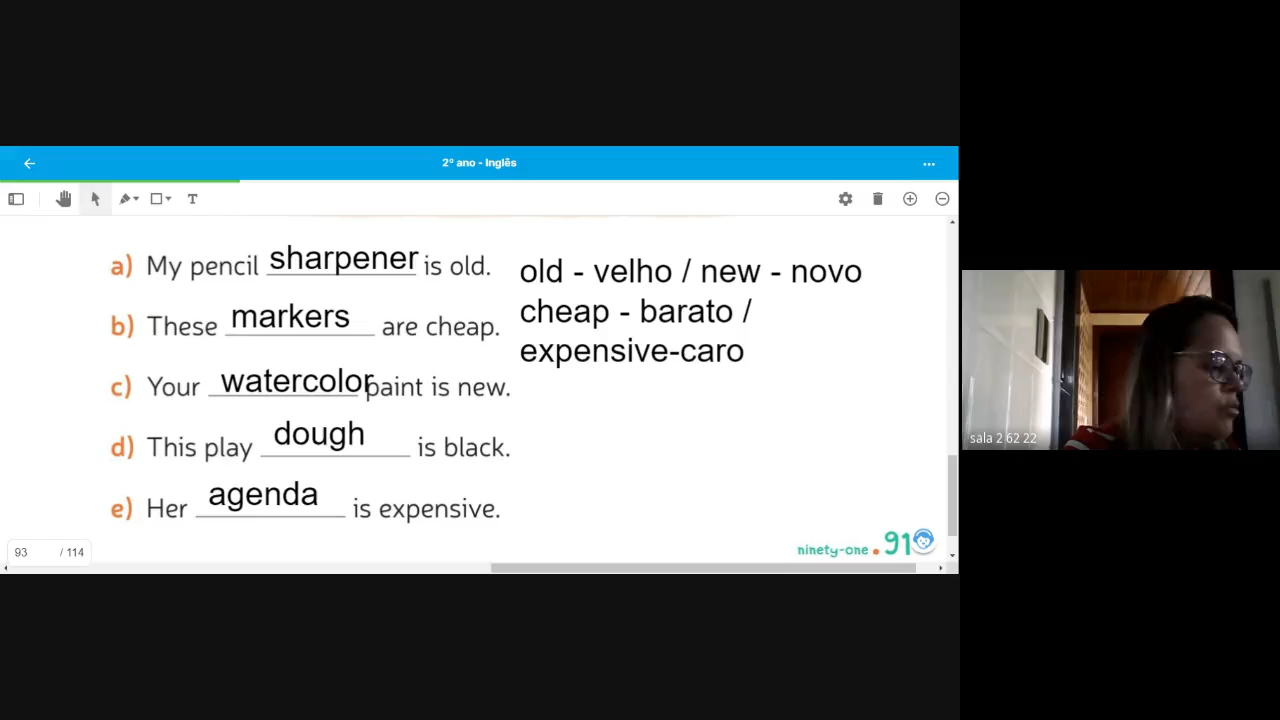 2º ano - Inglês
a) My pencil sharpener is old.
b) These markers are cheap.
c) Your watercolor paint is new.
d) This play dough is black.
e) Her agenda is expensive.
old - velho / new - novo
cheap - barato /
expensive-caro
ninety-one • 91
93 / 114
sala 2 62 22